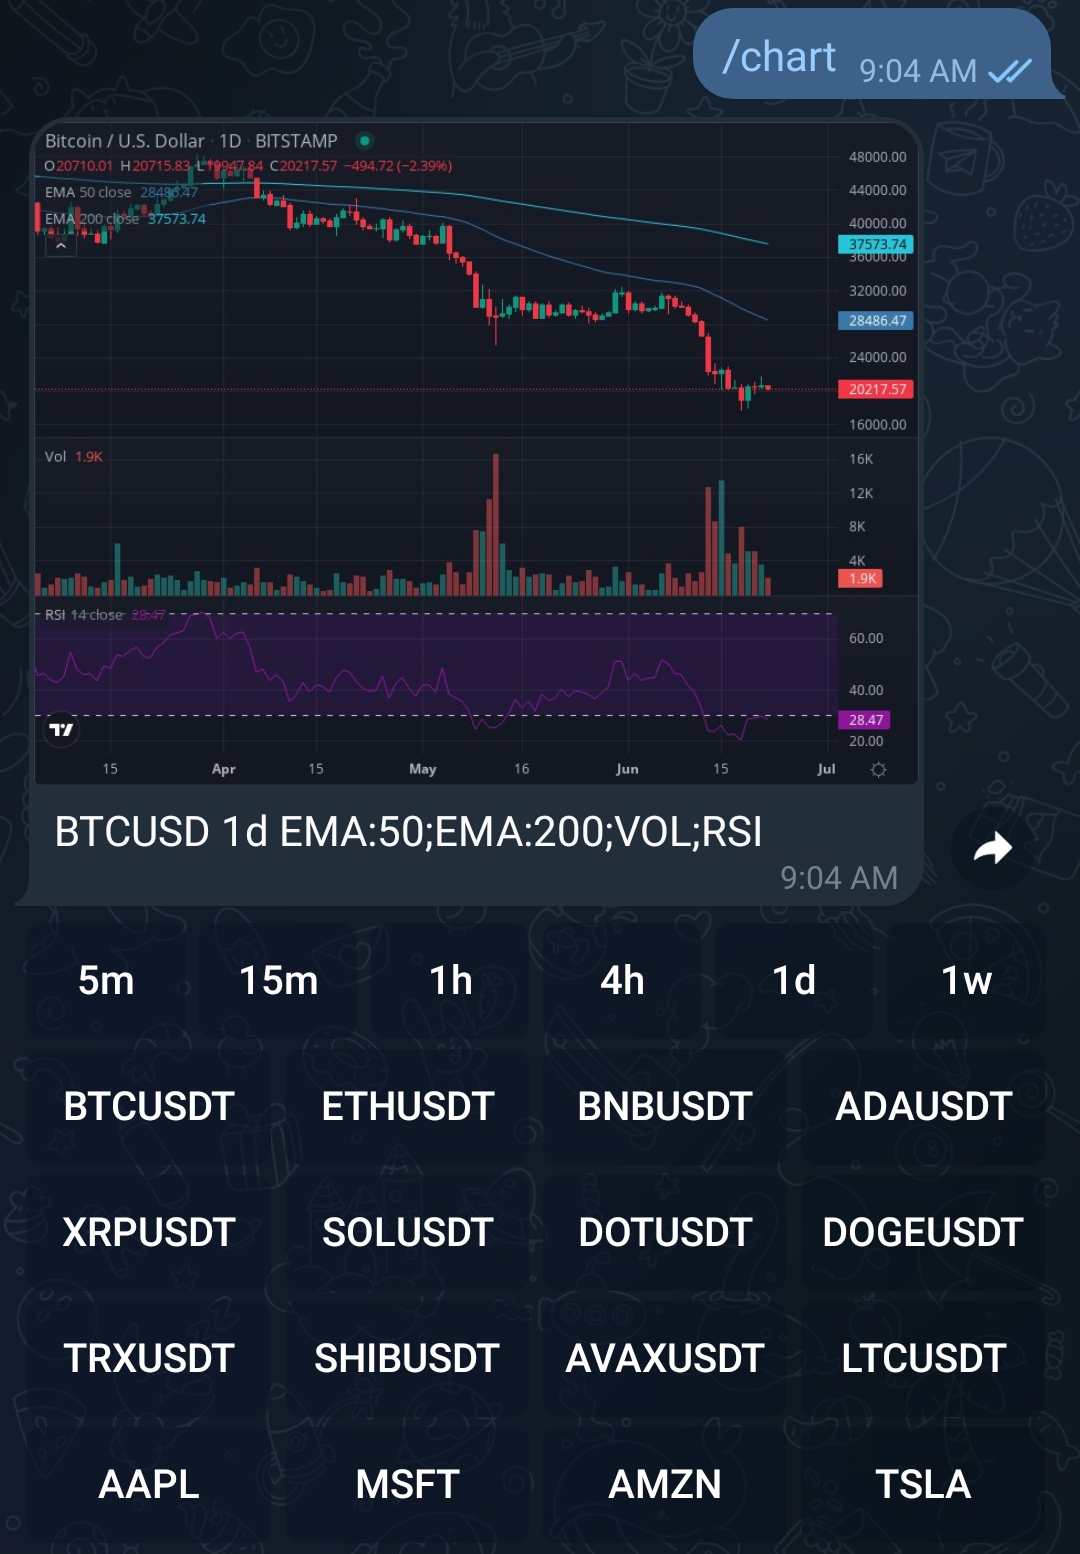 /chart 9:04 AM
Bitcoin / U.S. Dollar · 1D · BITSTAMP
O20710.01 H20715.83 L19947.84 C20217.57 −494.72 (−2.39%)
EMA 50 close 28486.47
EMA 200 close 37573.74
48000.00
44000.00
40000.00
37573.74
36000.00
32000.00
28486.47
24000.00
20217.57
16000.00
Vol 1.9K
16K
12K
8K
4K
1.9K
RSI 14 close 28.47
60.00
40.00
28.47
20.00
15 Apr 15 May 16 Jun 15 Jul
BTCUSD 1d EMA:50;EMA:200;VOL;RSI
9:04 AM
5m 15m 1h 4h 1d 1w
BTCUSDT ETHUSDT BNBUSDT ADAUSDT
XRPUSDT SOLUSDT DOTUSDT DOGEUSDT
TRXUSDT SHIBUSDT AVAXUSDT LTCUSDT
AAPL MSFT AMZN TSLA